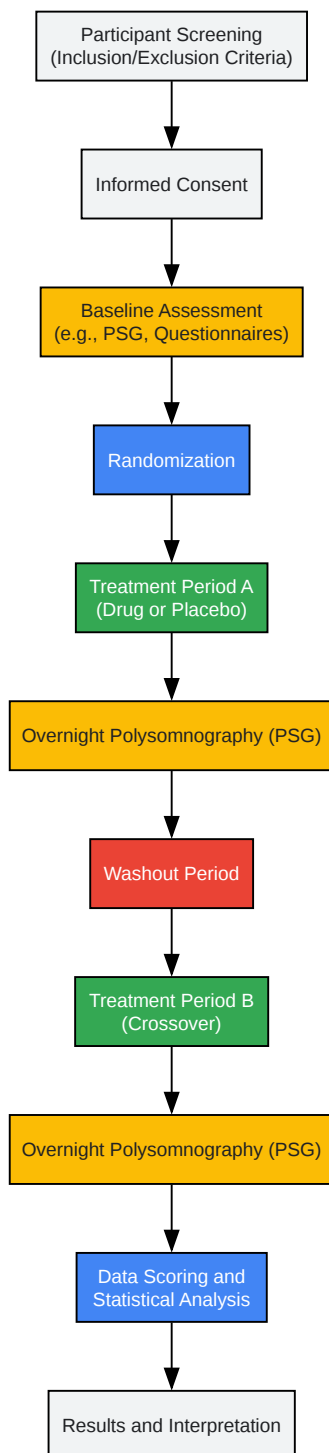 Participant Screening
(Inclusion/Exclusion Criteria)
Informed Consent
Baseline Assessment
(e.g., PSG, Questionnaires)
Randomization
Treatment Period A
(Drug or Placebo)
Overnight Polysomnography (PSG)
Washout Period
Treatment Period B
(Crossover)
Overnight Polysomnography (PSG)
Data Scoring and
Statistical Analysis
Results and Interpretation